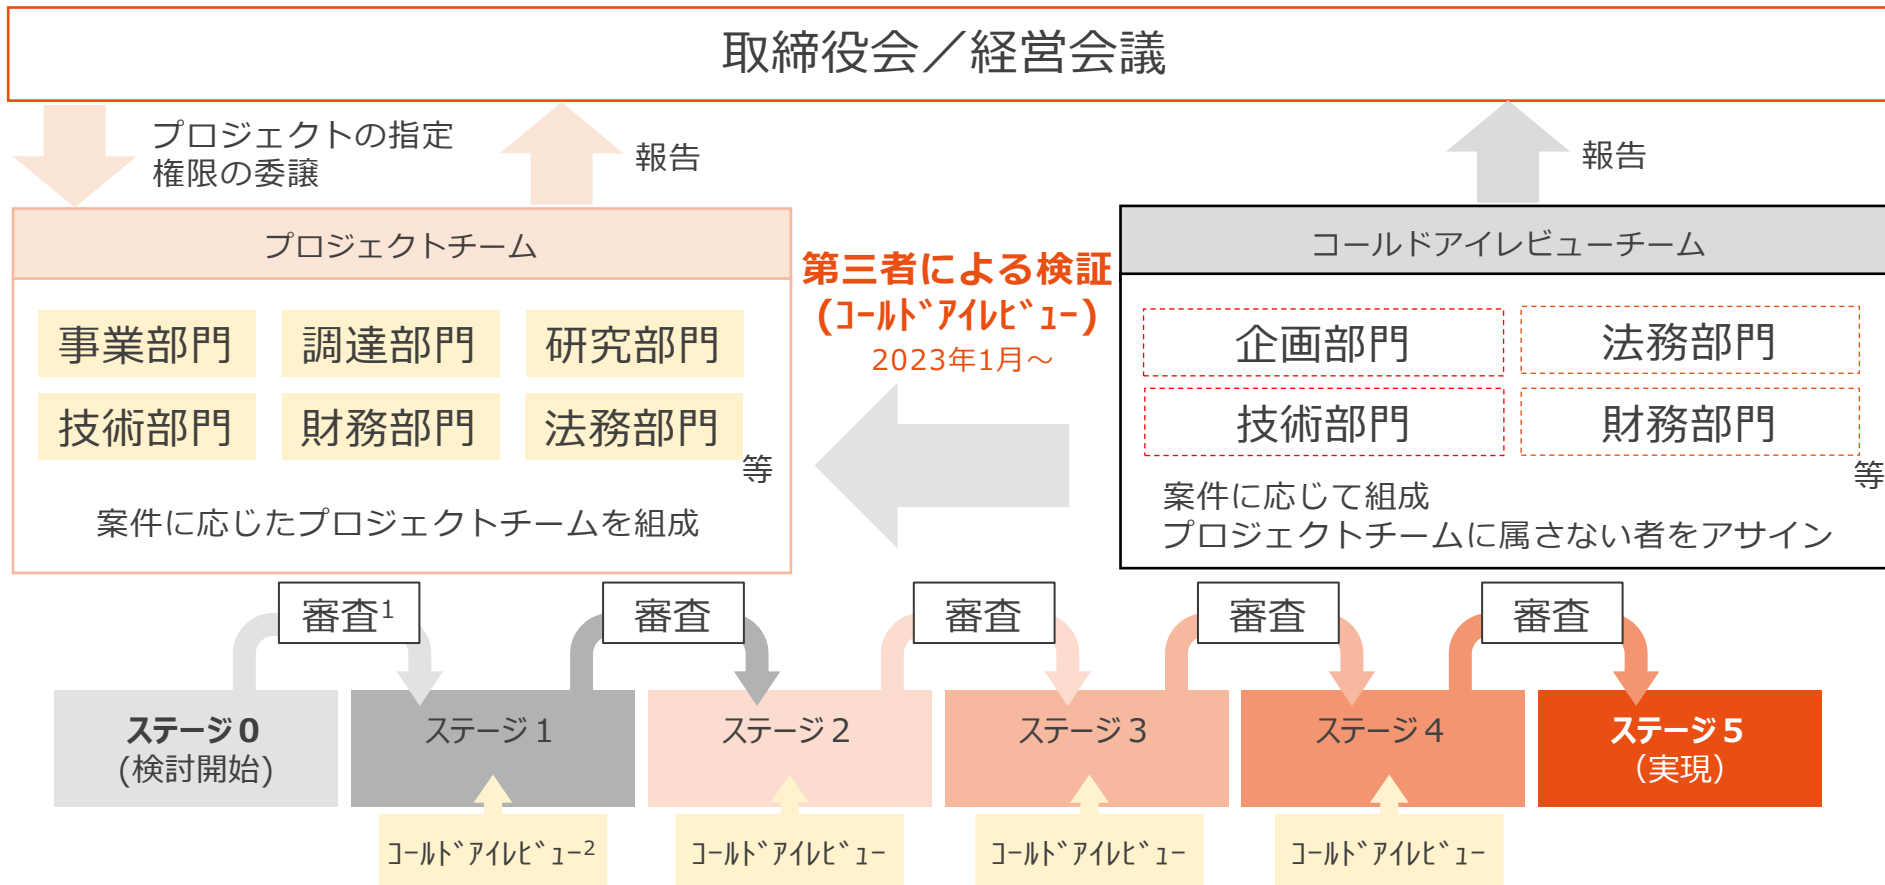 取締役会／経営会議
プロジェクトの指定
権限の委譲
報告
報告
プロジェクトチーム
事業部門
調達部門
研究部門
技術部門
財務部門
法務部門
等
案件に応じたプロジェクトチームを組成
第三者による検証
(ｺｰﾙﾄﾞｱｲﾚﾋﾞｭｰ)
2023年1月～
コールドアイレビューチーム
企画部門
法務部門
技術部門
財務部門
等
案件に応じて組成
プロジェクトチームに属さない者をアサイン
審査1
審査
審査
審査
審査
ステージ０
(検討開始)
ステージ１
ステージ２
ステージ３
ステージ４
ステージ５
（実現）
ｺｰﾙﾄﾞｱｲﾚﾋﾞｭｰ2
ｺｰﾙﾄﾞｱｲﾚﾋﾞｭｰ
ｺｰﾙﾄﾞｱｲﾚﾋﾞｭｰ
ｺｰﾙﾄﾞｱｲﾚﾋﾞｭｰ